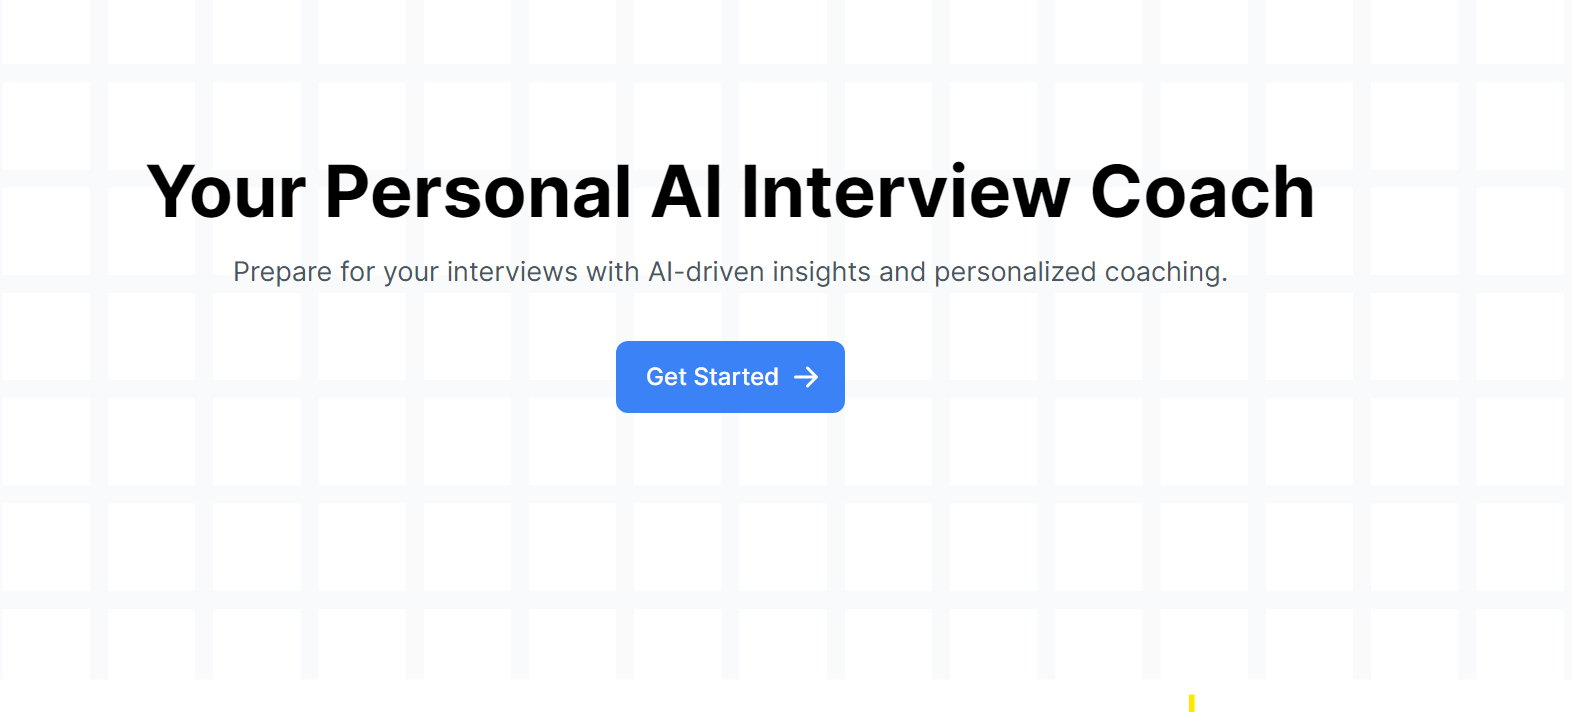 Your Personal AI Interview Coach
Prepare for your interviews with AI-driven insights and personalized coaching.
Get Started